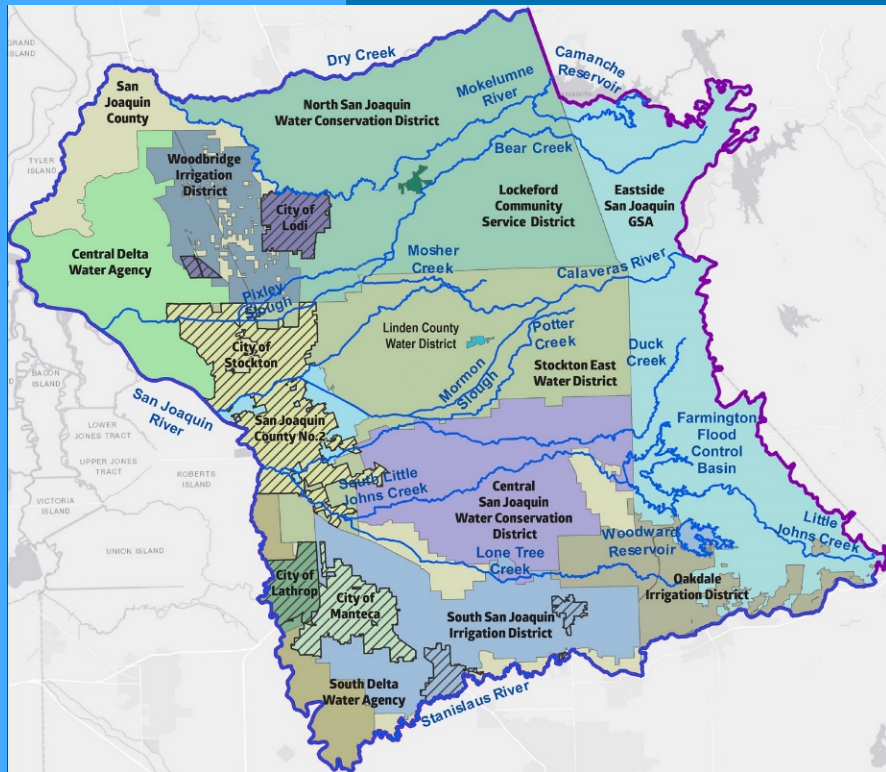 GRAND
ISLAND
Dry Creek
Camanche
Reservoir
San
Joaquin
County
North San Joaquin
Water Conservation District
Mokelumne
River
Bear Creek
TYLER
ISLAND
Woodbridge
Irrigation
District
City of
Lodi
Lockeford
Community
Service District
Eastside
San Joaquin
GSA
Central Delta
Water Agency
Mosher
Creek
Calaveras River
Pixley
Slough
Linden County
Water District
Potter
Creek
City of
Stockton
Mormon
Slough
Stockton East
Water District
Duck
Creek
BACON
ISLAND
San Joaquin
River
LOWER
JONES TRACT
San Joaquin
County No.2
Farmington
Flood
Control
Basin
UPPER JONES
TRACT
ROBERTS
ISLAND
South Little
Johns Creek
Central
San Joaquin
Water Conservation
District
VICTORIA
ISLAND
Little
Johns Creek
Woodward
Reservoir
UNION ISLAND
Lone Tree
Creek
City of
Lathrop
City of
Manteca
Oakdale
Irrigation District
South San Joaquin
Irrigation District
South Delta
Water Agency
Stanislaus River